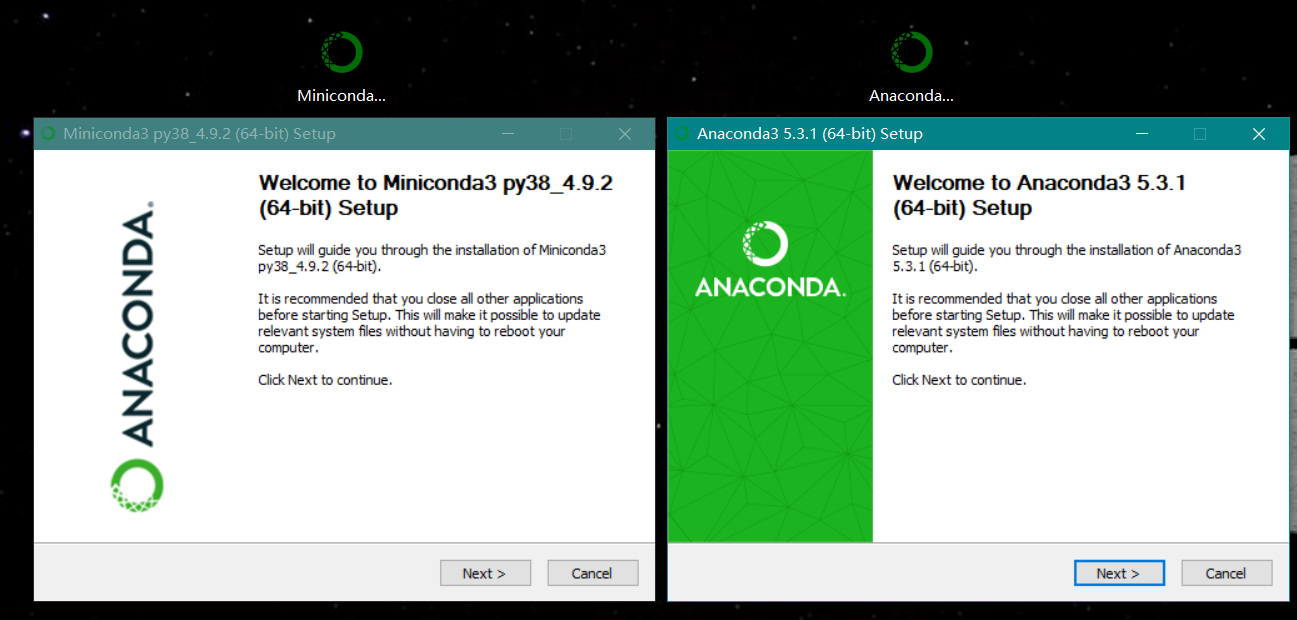 Miniconda...
Anaconda...
Miniconda3 py38_4.9.2 (64-bit) Setup
ANACONDA.
Welcome to Miniconda3 py38_4.9.2
(64-bit) Setup
Setup will guide you through the installation of Miniconda3
py38_4.9.2 (64-bit).
It is recommended that you close all other applications
before starting Setup. This will make it possible to update
relevant system files without having to reboot your
computer.
Click Next to continue.
Next >
Cancel
Anaconda3 5.3.1 (64-bit) Setup
ANACONDA.
Welcome to Anaconda3 5.3.1
(64-bit) Setup
Setup will guide you through the installation of Anaconda3
5.3.1 (64-bit).
It is recommended that you close all other applications
before starting Setup. This will make it possible to update
relevant system files without having to reboot your
computer.
Click Next to continue.
Next >
Cancel